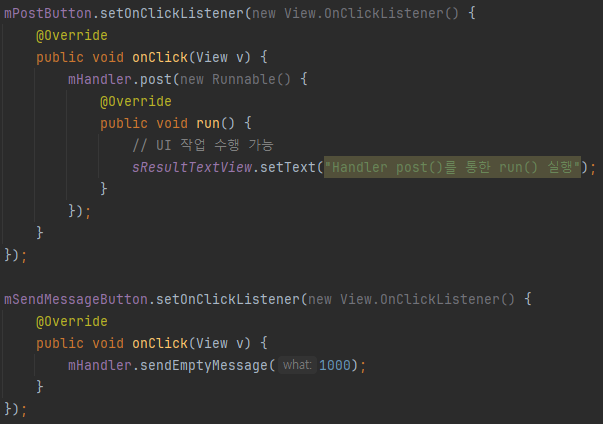 mPostButton.setOnClickListener(new View.OnClickListener() {
    @Override
    public void onClick(View v) {
        mHandler.post(new Runnable() {
            @Override
            public void run() {
                // UI 작업 수행 가능
                sResultTextView.setText("Handler post()를 통한 run() 실행");
            }
        });
    }
});

mSendMessageButton.setOnClickListener(new View.OnClickListener() {
    @Override
    public void onClick(View v) {
        mHandler.sendEmptyMessage( what: 1000);
    }
});